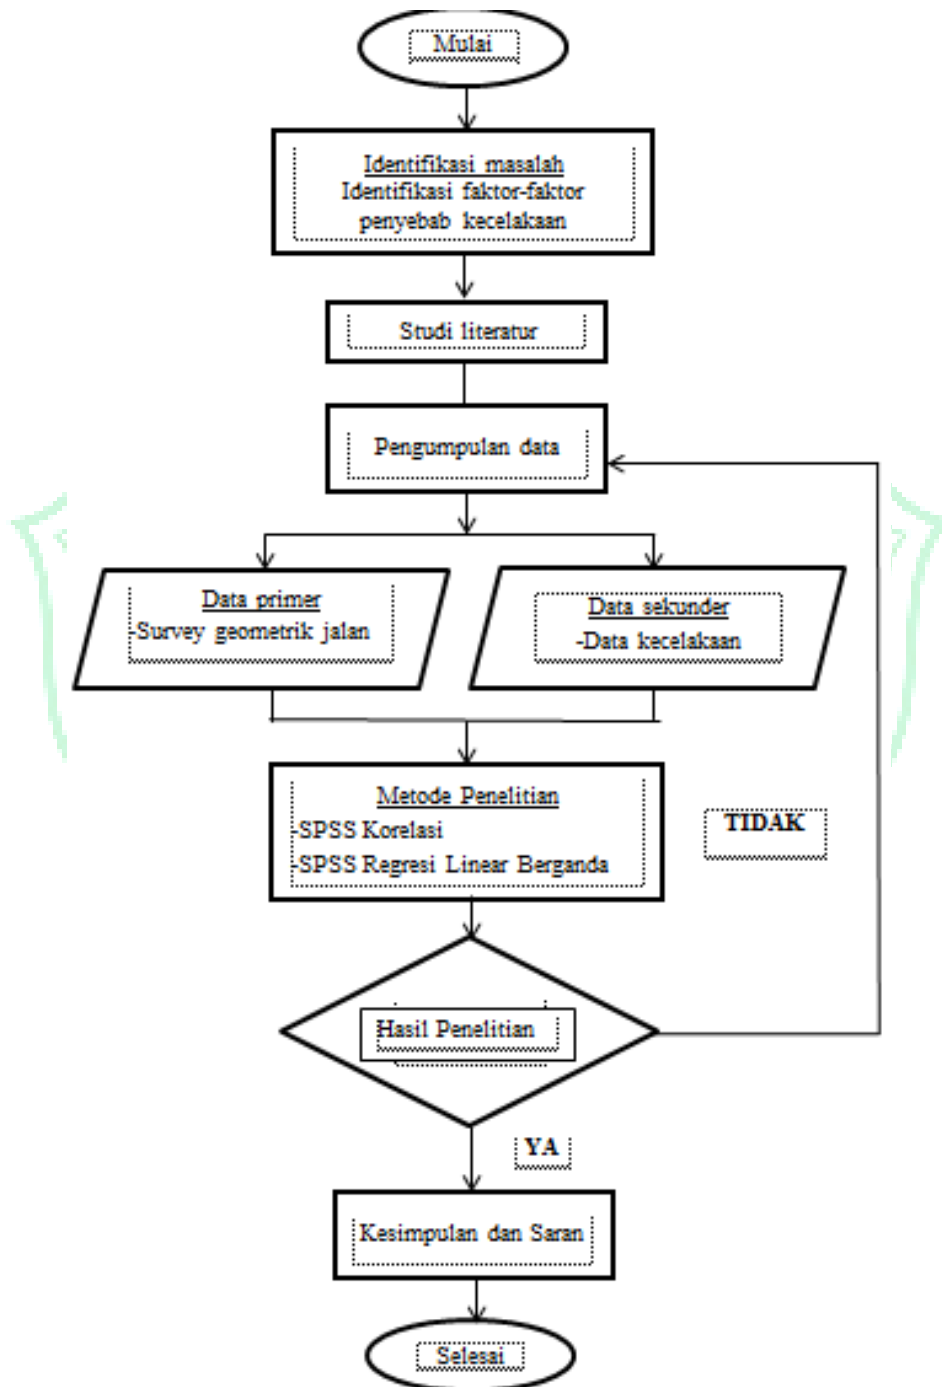 Mulai
Identifikasi masalah
Identifikasi faktor-faktor
penyebab kecelakaan
Studi literatur
Pengumpulan data
Data primer
-Survey geometrik jalan
Data sekunder
-Data kecelakaan
Metode Penelitian
-SPSS Korelasi
-SPSS Regresi Linear Berganda
TIDAK
Hasil Penelitian
YA
Kesimpulan dan Saran
Selesai